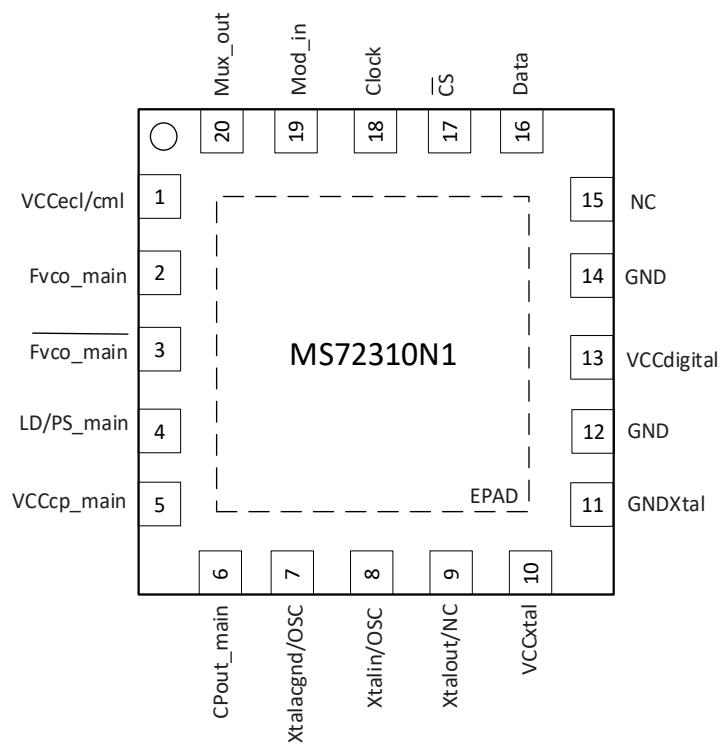 Mux_out
Mod_in
Clock
C̅S̅
Data
20
19
18
17
16
VCCecl/cml
1
15
NC
Fvco_main
2
14
GND
F̅v̅c̅o̅_̅m̅a̅i̅n̅
3
MS72310N1
13
VCCdigital
LD/PS_main
4
12
GND
VCCcp_main
5
EPAD
11
GNDXtal
6
7
8
9
10
CPout_main
Xtalacgnd/OSC
Xtalin/OSC
Xtalout/NC
VCCxtal